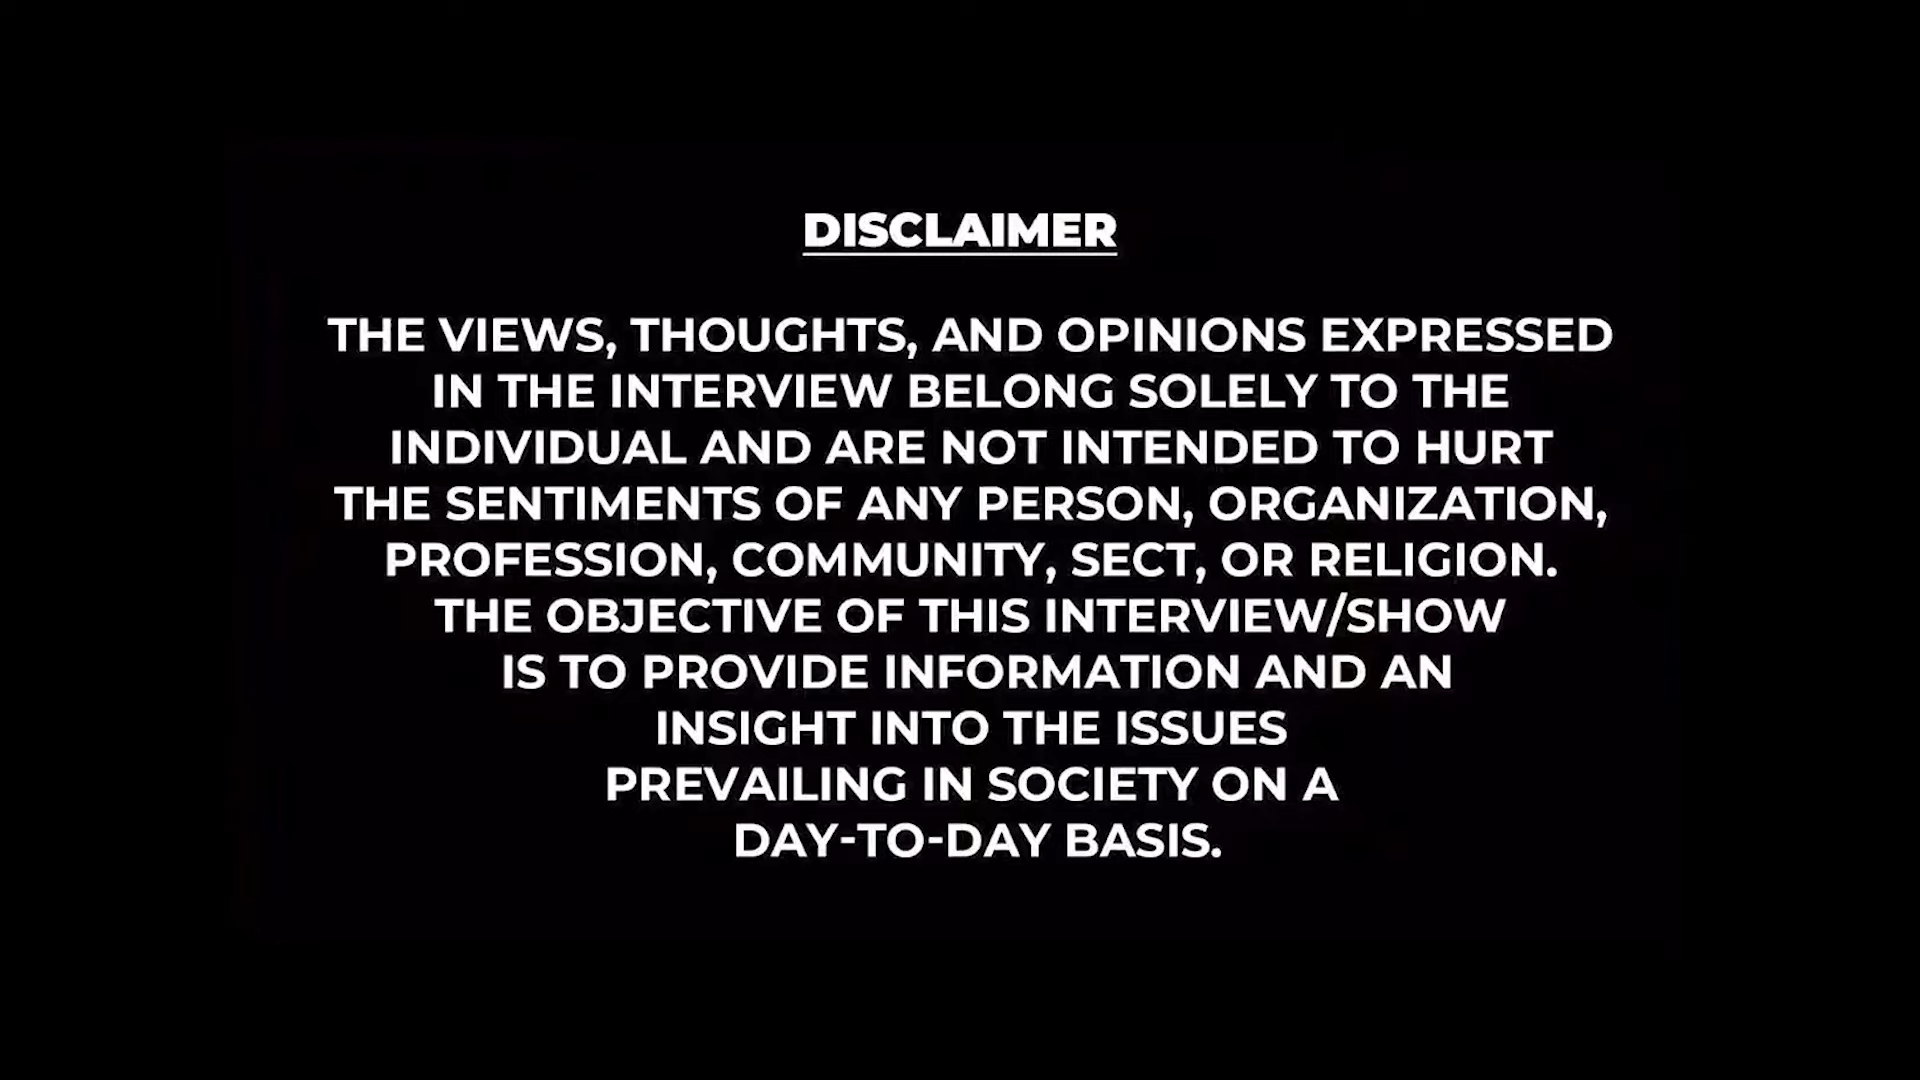 DISCLAIMER
THE VIEWS, THOUGHTS, AND OPINIONS EXPRESSED
IN THE INTERVIEW BELONG SOLELY TO THE
INDIVIDUAL AND ARE NOT INTENDED TO HURT
THE SENTIMENTS OF ANY PERSON, ORGANIZATION,
PROFESSION, COMMUNITY, SECT, OR RELIGION.
THE OBJECTIVE OF THIS INTERVIEW/SHOW
IS TO PROVIDE INFORMATION AND AN
INSIGHT INTO THE ISSUES
PREVAILING IN SOCIETY ON A
DAY-TO-DAY BASIS.